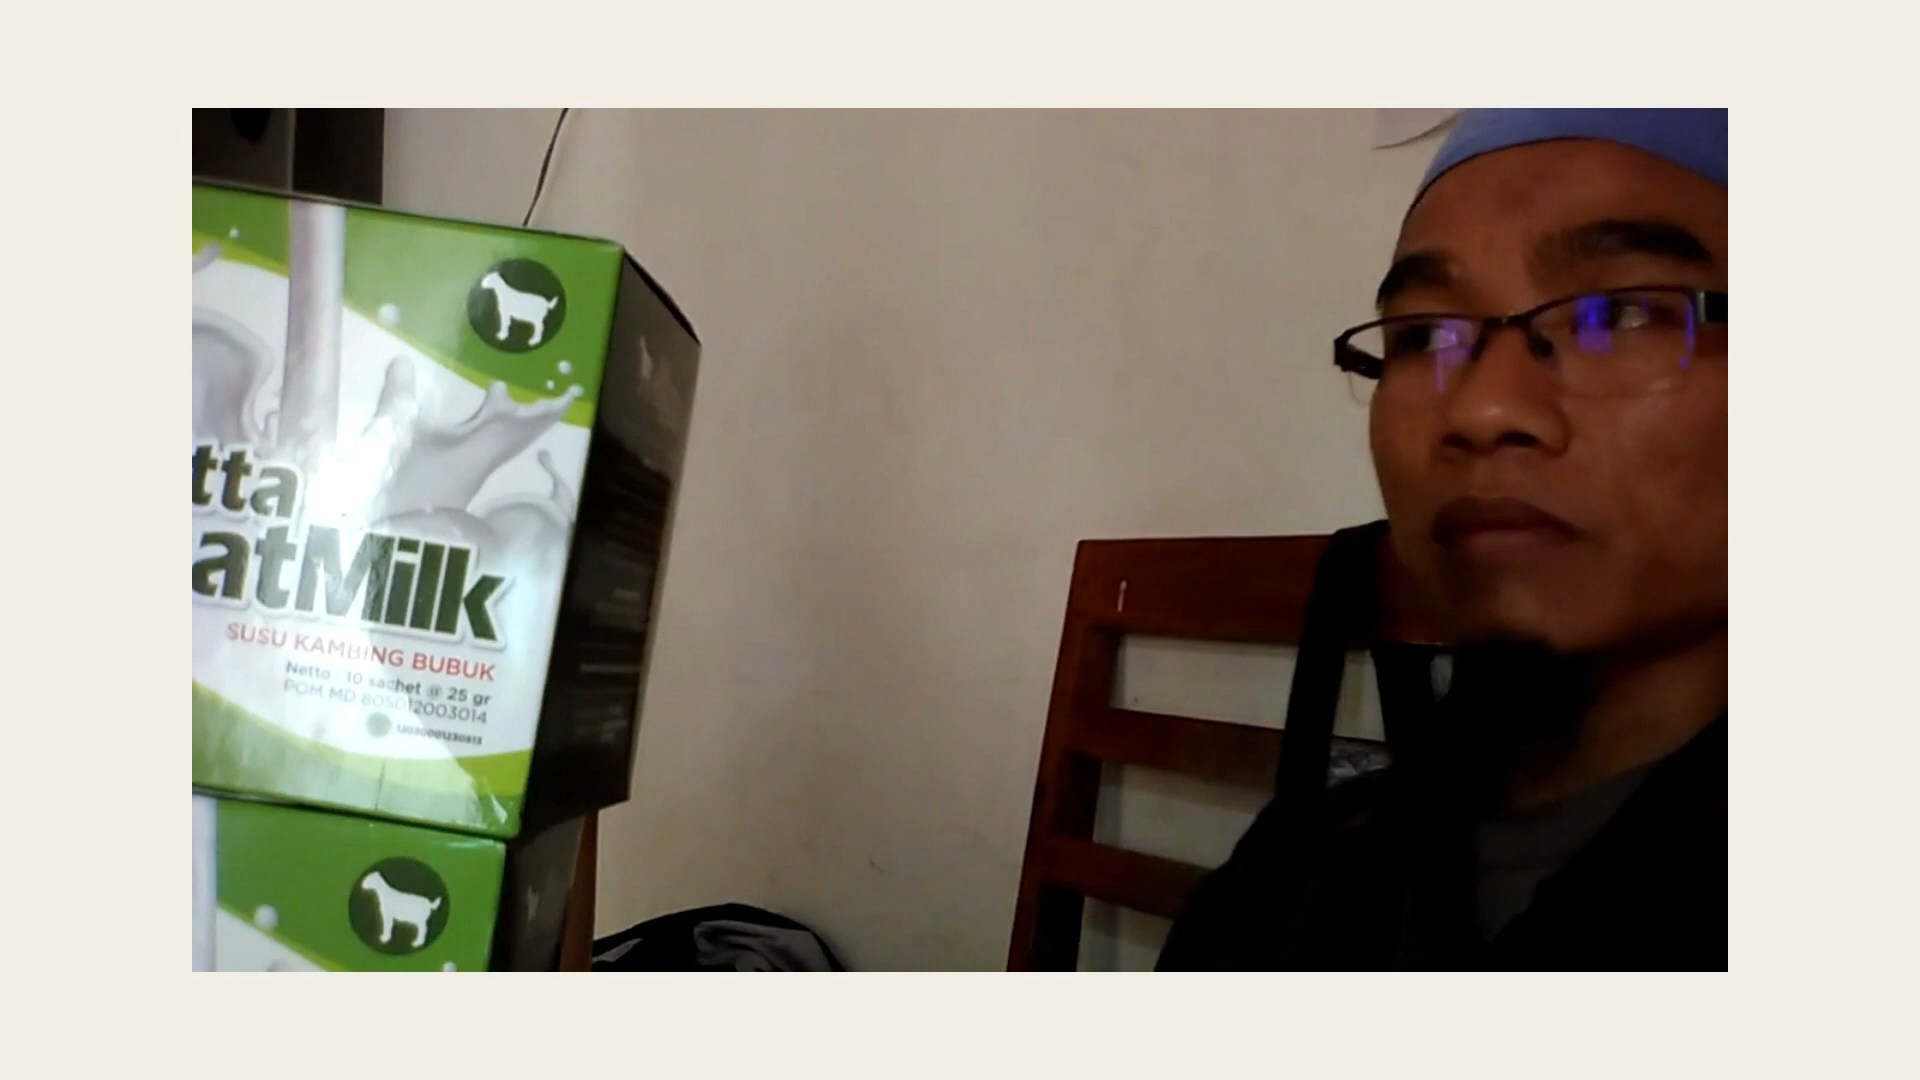 tta
atMilk
SUSU KAMBING BUBUK
Netto 10 sachet @ 25 gr
POM MD 805012003014